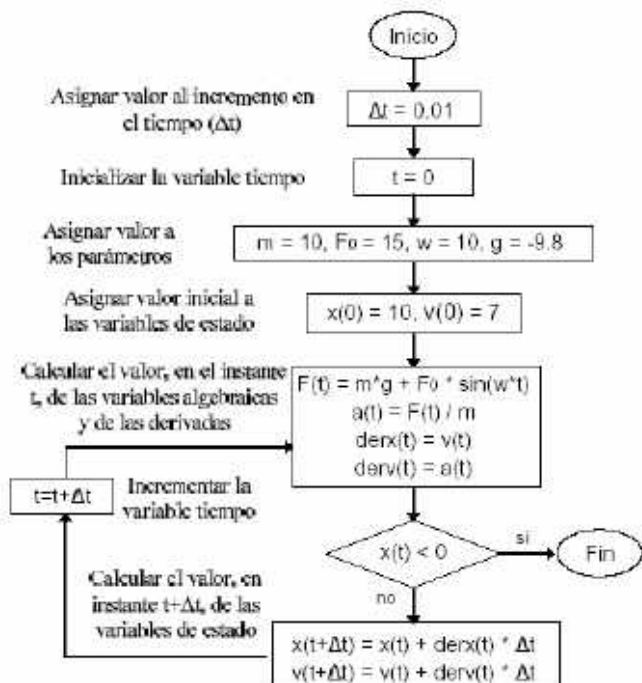 Inicio
Asignar valor al incremento en
el tiempo (Δt)
Δt = 0.01
Inicializar la variable tiempo
t = 0
Asignar valor a
los parámetros
m = 10, F0 = 15, w = 10, g = -9.8
Asignar valor inicial a
las variables de estado
x(0) = 10, v(0) = 7
Calcular el valor, en el instante
t, de las variables algebraicas
y de las derivadas
F(t) = m*g + F0 * sin(w*t)
a(t) = F(t) / m
derx(t) = v(t)
derv(t) = a(t)
t=t+Δt
Incrementar la
variable tiempo
x(t) < 0
si
Fin
no
Calcular el valor, en
instante t+Δt, de las
variables de estado
x(t+Δt) = x(t) + derx(t) * Δt
v(t+Δt) = v(t) + derv(t) * Δt